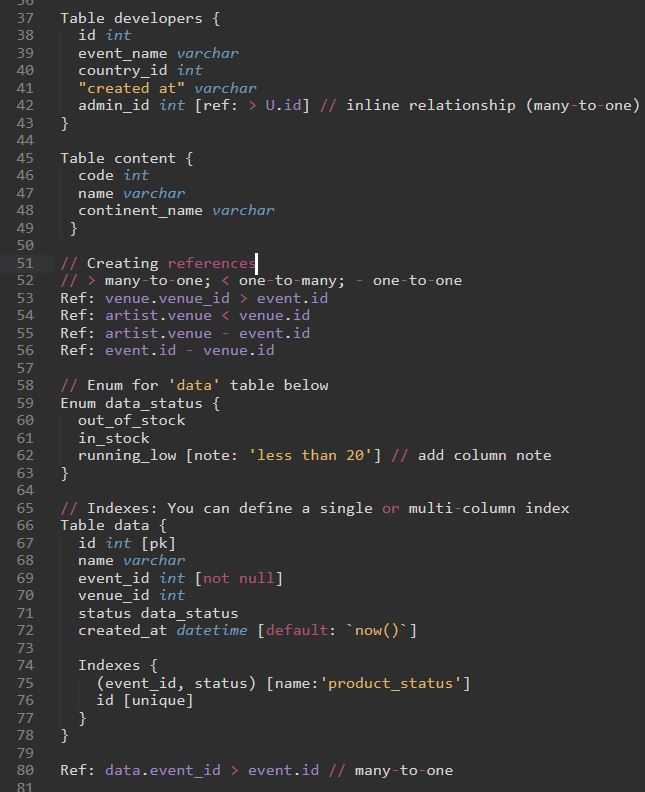 37 Table developers {
38   id int
39   event_name varchar
40   country_id int
41   "created at" varchar
42   admin_id int [ref: > U.id] // inline relationship (many-to-one)
43 }
44
45 Table content {
46   code int
47   name varchar
48   continent_name varchar
49  }
50
51 // Creating references
52 // > many-to-one; < one-to-many; - one-to-one
53 Ref: venue.venue_id > event.id
54 Ref: artist.venue < venue.id
55 Ref: artist.venue - event.id
56 Ref: event.id - venue.id
57
58 // Enum for 'data' table below
59 Enum data_status {
60   out_of_stock
61   in_stock
62   running_low [note: 'less than 20'] // add column note
63 }
64
65 // Indexes: You can define a single or multi-column index
66 Table data {
67   id int [pk]
68   name varchar
69   event_id int [not null]
70   venue_id int
71   status data_status
72   created_at datetime [default: `now()`]
73
74   Indexes {
75     (event_id, status) [name:'product_status']
76     id [unique]
77   }
78 }
79
80 Ref: data.event_id > event.id // many-to-one
81